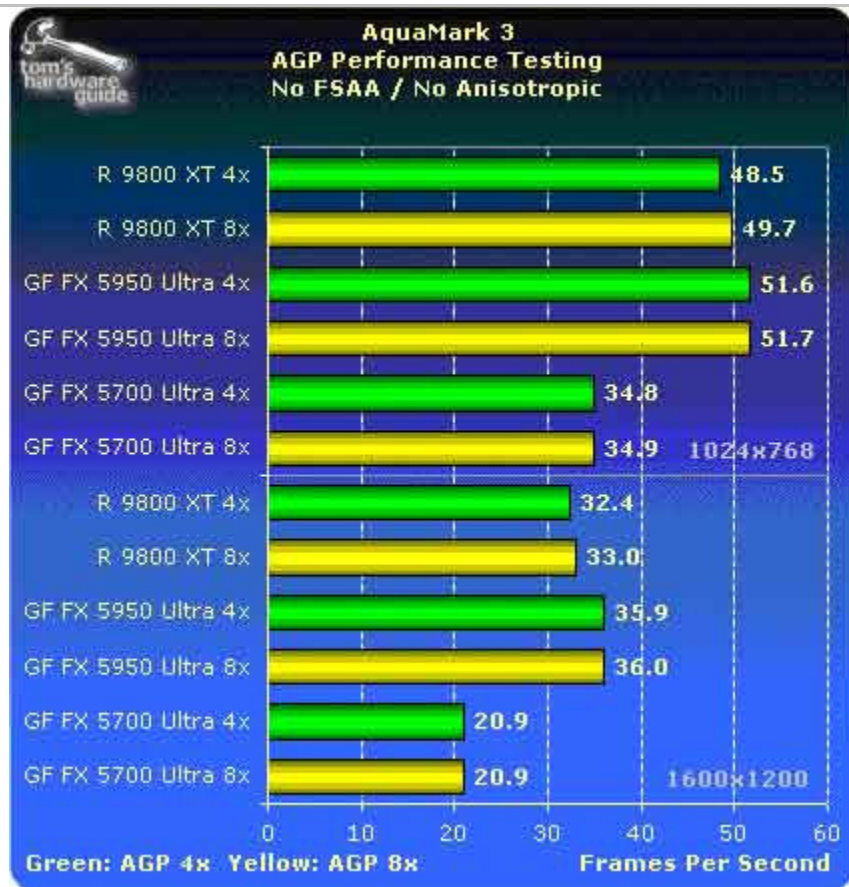 tom's
hardware
guide
AquaMark 3
AGP Performance Testing
No FSAA / No Anisotropic
R 9800 XT 4x 48.5
R 9800 XT 8x 49.7
GF FX 5950 Ultra 4x 51.6
GF FX 5950 Ultra 8x 51.7
GF FX 5700 Ultra 4x 34.8
GF FX 5700 Ultra 8x 34.9 1024x768
R 9800 XT 4x 32.4
R 9800 XT 8x 33.0
GF FX 5950 Ultra 4x 35.9
GF FX 5950 Ultra 8x 36.0
GF FX 5700 Ultra 4x 20.9
GF FX 5700 Ultra 8x 20.9 1600x1200
0 10 20 30 40 50 60
Green: AGP 4x Yellow: AGP 8x Frames Per Second